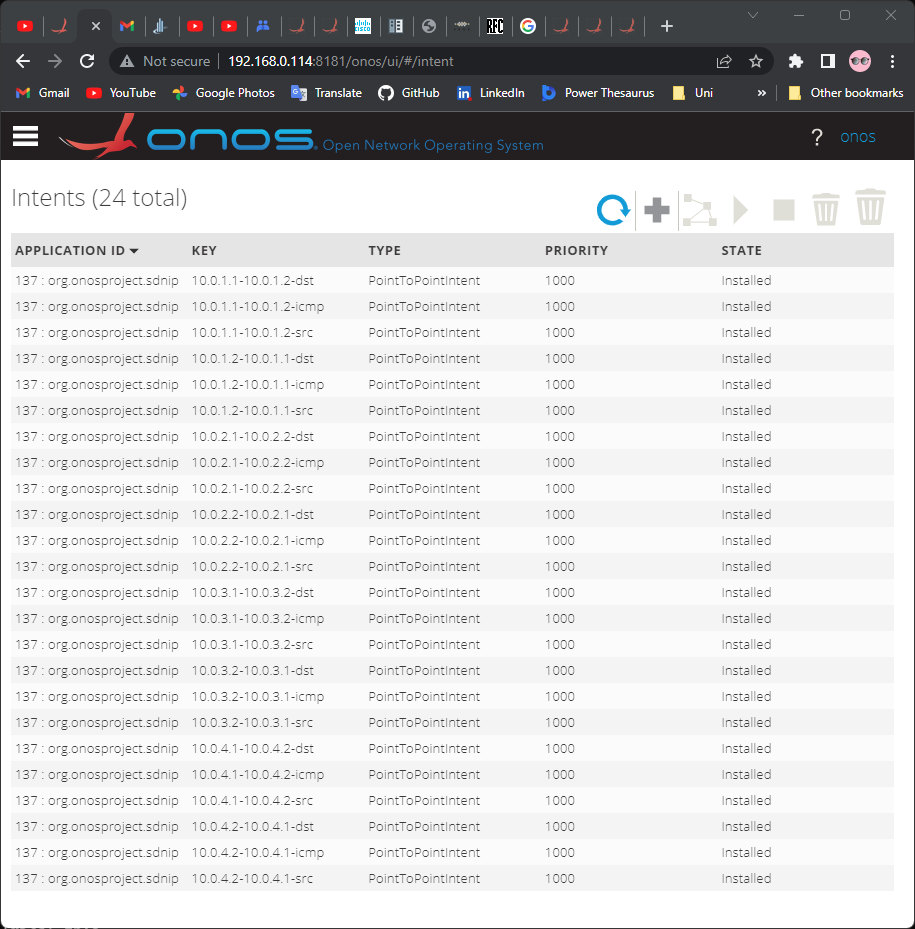 CISCO
RFC
Not secure 192.168.0.114:8181/onos/ui/#/intent
Gmail YouTube Google Photos Translate GitHub LinkedIn Power Thesaurus Uni » Other bookmarks
onos Open Network Operating System ? onos
Intents (24 total)
APPLICATION ID KEY TYPE PRIORITY STATE
137 : org.onosproject.sdnip 10.0.1.1-10.0.1.2-dst PointToPointIntent 1000 Installed
137 : org.onosproject.sdnip 10.0.1.1-10.0.1.2-icmp PointToPointIntent 1000 Installed
137 : org.onosproject.sdnip 10.0.1.1-10.0.1.2-src PointToPointIntent 1000 Installed
137 : org.onosproject.sdnip 10.0.1.2-10.0.1.1-dst PointToPointIntent 1000 Installed
137 : org.onosproject.sdnip 10.0.1.2-10.0.1.1-icmp PointToPointIntent 1000 Installed
137 : org.onosproject.sdnip 10.0.1.2-10.0.1.1-src PointToPointIntent 1000 Installed
137 : org.onosproject.sdnip 10.0.2.1-10.0.2.2-dst PointToPointIntent 1000 Installed
137 : org.onosproject.sdnip 10.0.2.1-10.0.2.2-icmp PointToPointIntent 1000 Installed
137 : org.onosproject.sdnip 10.0.2.1-10.0.2.2-src PointToPointIntent 1000 Installed
137 : org.onosproject.sdnip 10.0.2.2-10.0.2.1-dst PointToPointIntent 1000 Installed
137 : org.onosproject.sdnip 10.0.2.2-10.0.2.1-icmp PointToPointIntent 1000 Installed
137 : org.onosproject.sdnip 10.0.2.2-10.0.2.1-src PointToPointIntent 1000 Installed
137 : org.onosproject.sdnip 10.0.3.1-10.0.3.2-dst PointToPointIntent 1000 Installed
137 : org.onosproject.sdnip 10.0.3.1-10.0.3.2-icmp PointToPointIntent 1000 Installed
137 : org.onosproject.sdnip 10.0.3.1-10.0.3.2-src PointToPointIntent 1000 Installed
137 : org.onosproject.sdnip 10.0.3.2-10.0.3.1-dst PointToPointIntent 1000 Installed
137 : org.onosproject.sdnip 10.0.3.2-10.0.3.1-icmp PointToPointIntent 1000 Installed
137 : org.onosproject.sdnip 10.0.3.2-10.0.3.1-src PointToPointIntent 1000 Installed
137 : org.onosproject.sdnip 10.0.4.1-10.0.4.2-dst PointToPointIntent 1000 Installed
137 : org.onosproject.sdnip 10.0.4.1-10.0.4.2-icmp PointToPointIntent 1000 Installed
137 : org.onosproject.sdnip 10.0.4.1-10.0.4.2-src PointToPointIntent 1000 Installed
137 : org.onosproject.sdnip 10.0.4.2-10.0.4.1-dst PointToPointIntent 1000 Installed
137 : org.onosproject.sdnip 10.0.4.2-10.0.4.1-icmp PointToPointIntent 1000 Installed
137 : org.onosproject.sdnip 10.0.4.2-10.0.4.1-src PointToPointIntent 1000 Installed